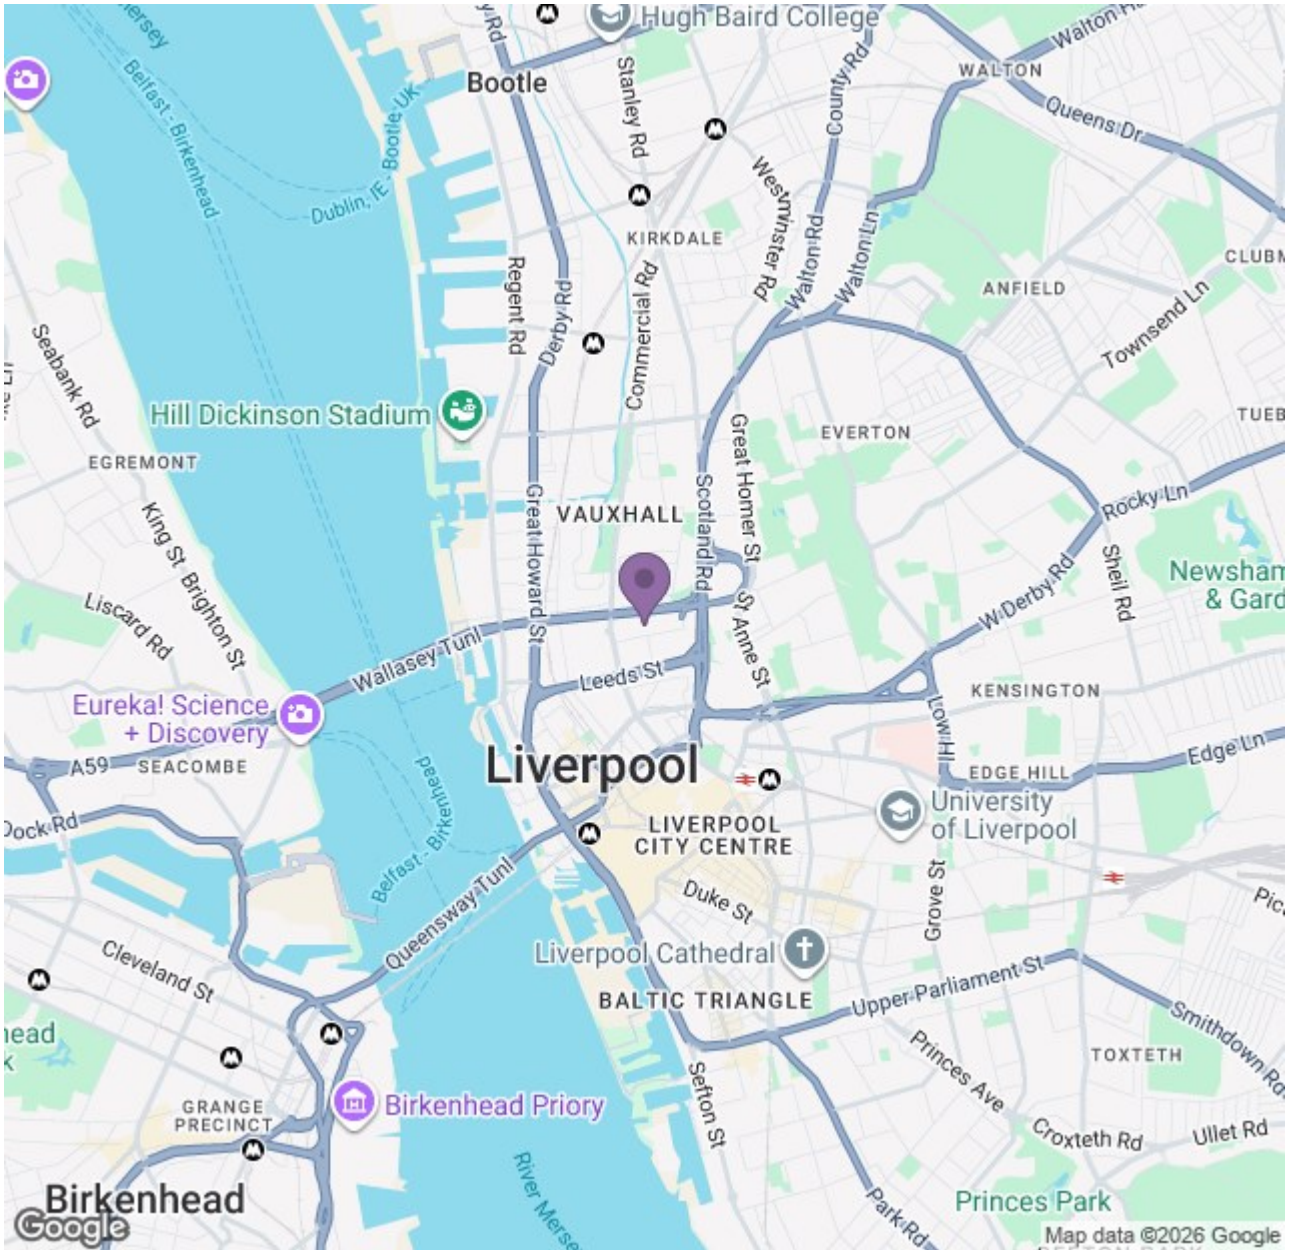 Hugh Baird College
Bootle
Stanley Rd
County Rd
WALTON
Queens Dr
Belfast - Birkenhead
Dublin, IE - Bootle, UK
Westminster Rd
KIRKDALE
Walton Rd
Walton Ln
ANFIELD
Townsend Ln
Regent Rd
Derby Rd
Commercial Rd
Seabank Rd
Hill Dickinson Stadium
EGREMONT
Great Homer St
EVERTON
Rocky Ln
King St
Brighton St
Great Howard St
VAUXHALL
Scotland Rd
Sheil Rd
Newsham
& Gard
Liscard Rd
St Anne St
W Derby Rd
Wallasey Tunl
Leeds St
KENSINGTON
Low Hl
Eureka! Science
+ Discovery
A59
SEACOMBE
Liverpool
Edge Ln
EDGE HILL
Dock Rd
Belfast - Birkenhead
LIVERPOOL
CITY CENTRE
University
of Liverpool
Queensway Tunl
Duke St
Grove St
Cleveland St
Liverpool Cathedral
BALTIC TRIANGLE
Upper Parliament St
Smithdown Rd
Princes Ave
TOXTETH
GRANGE
PRECINCT
Birkenhead Priory
Sefton St
Croxteth Rd
Ullet Rd
Birkenhead
Park Rd
Princes Park
Google
Map data ©2026 Google